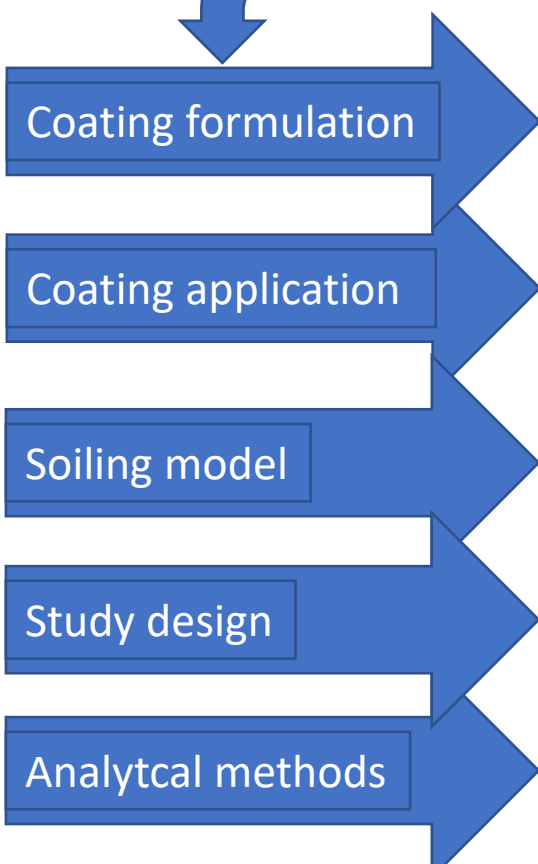 Coating formulation
Coating application
Soiling model
Study design
Analytcal methods